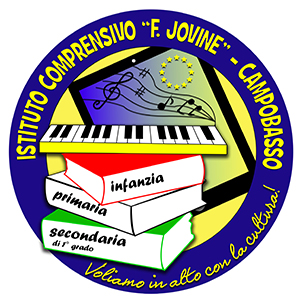 ISTITUTO COMPRENSIVO "F. JOVINE" - CAMPOBASSO
infanzia
primaria
secondaria
di 1° grado
Voliamo in alto con la cultura!